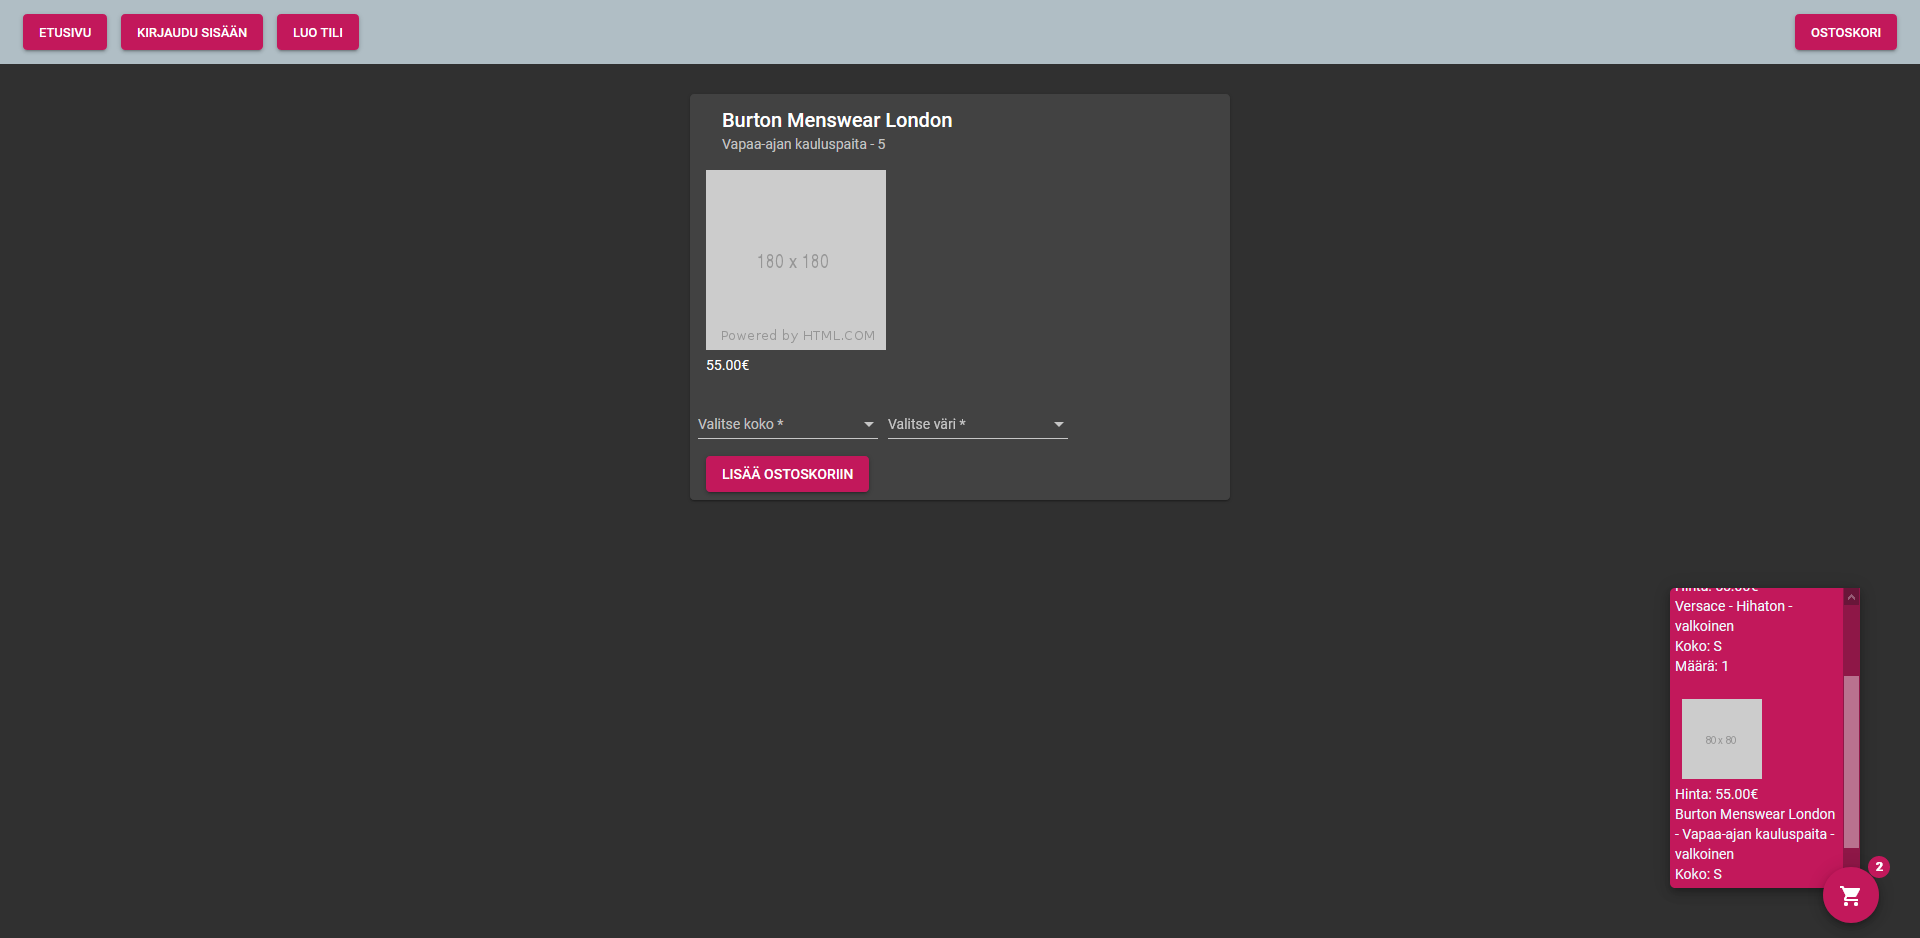 ETUSIVU
KIRJAUDU SISÄÄN
LUO TILI
OSTOSKORI
Burton Menswear London
Vapaa-ajan kauluspaita - 5
180 x 180
Powered by HTML.COM
55.00€
Valitse koko *
Valitse väri *
LISÄÄ OSTOSKORIIN
Versace - Hihaton -
valkoinen
Koko: S
Määrä: 1
80 x 80
Hinta: 55.00€
Burton Menswear London
- Vapaa-ajan kauluspaita -
valkoinen
Koko: S
2